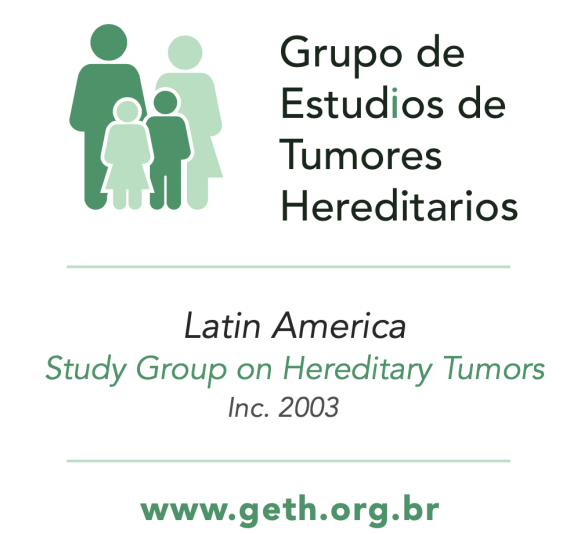 Grupo de
Estudios de
Tumores
Hereditarios
Latin America
Study Group on Hereditary Tumors
Inc. 2003
www.geth.org.br